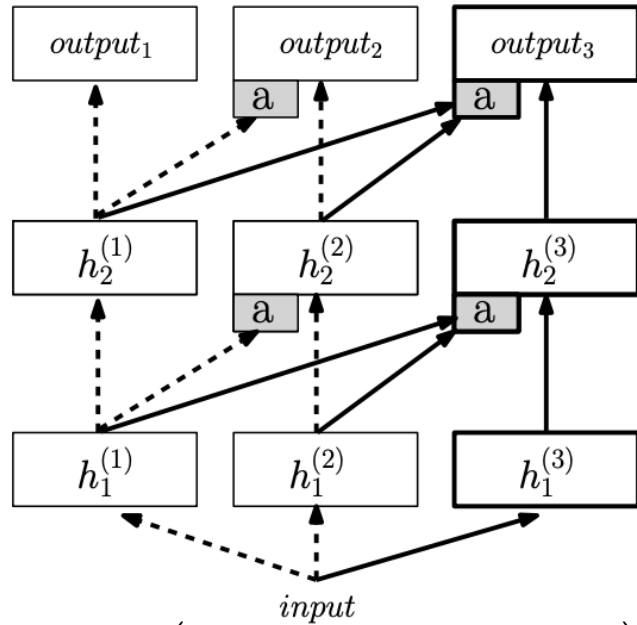 output₁ output₂ output₃
a a
h₂⁽¹⁾ h₂⁽²⁾ h₂⁽³⁾
a a
h₁⁽¹⁾ h₁⁽²⁾ h₁⁽³⁾
input